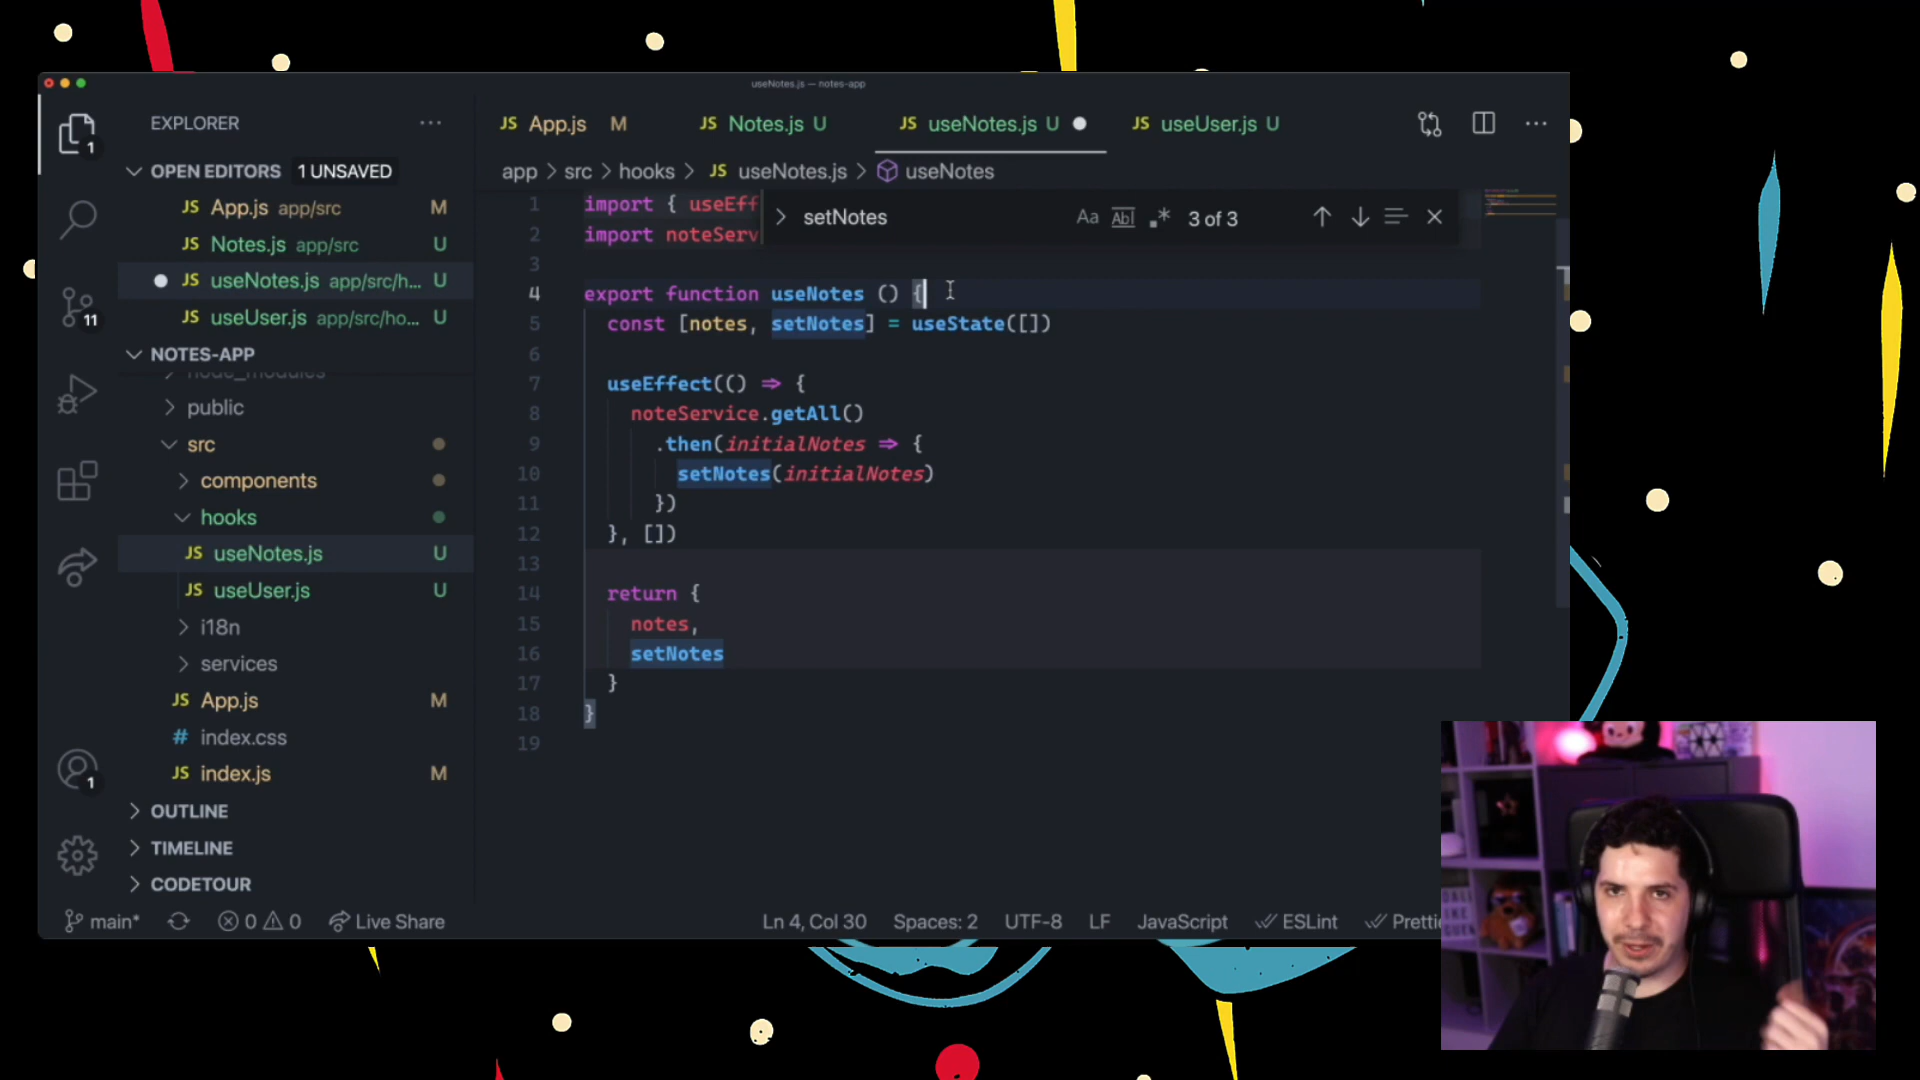 useNotes.js — notes-app
EXPLORER
JS App.js M
JS Notes.js U
JS useNotes.js U
JS useUser.js U
1
OPEN EDITORS 1 UNSAVED
app > src > hooks > JS useNotes.js > useNotes
JS App.js app/src M
JS Notes.js app/src U
JS useNotes.js app/src/h... U
JS useUser.js app/src/ho... U
11
NOTES-APP
node_modules
public
src
components
hooks
JS useNotes.js U
JS useUser.js U
i18n
services
JS App.js M
# index.css
JS index.js M
1
OUTLINE
TIMELINE
CODETOUR
setNotes Aa Abl .* 3 of 3
1 import { useEff
2 import noteServ
3
4 export function useNotes () {
5 const [notes, setNotes] = useState([])
6
7 useEffect(() => {
8 noteService.getAll()
9 .then(initialNotes => {
10 setNotes(initialNotes)
11 })
12 }, [])
13
14 return {
15 notes,
16 setNotes
17 }
18 }
19
main* 0 0 Live Share Ln 4, Col 30 Spaces: 2 UTF-8 LF JavaScript ESLint Prettie